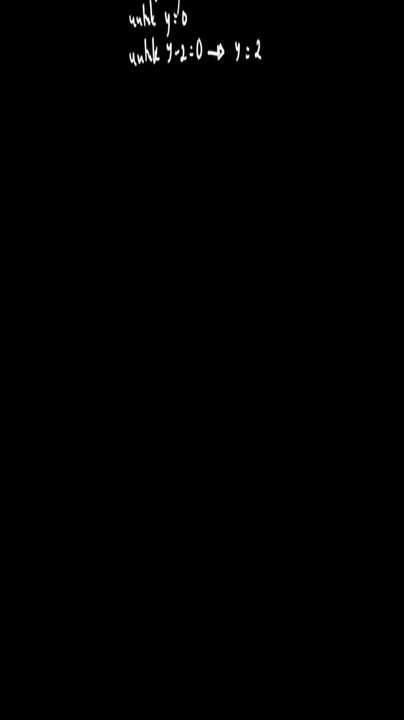 untuk y = 0
untuk y - 2 = 0 → y = 2